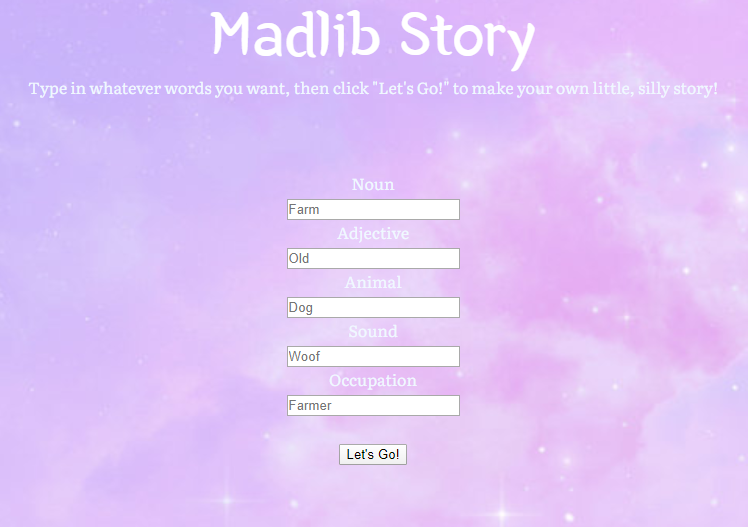 Madlib Story
Type in whatever words you want, then click "Let's Go!" to make your own little, silly story!
Noun
Farm
Adjective
Old
Animal
Dog
Sound
Woof
Occupation
Farmer
Let's Go!